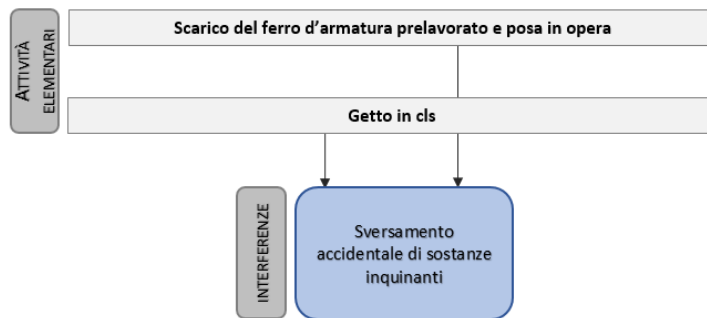 ATTIVITÀ
ELEMENTARI
Scarico del ferro d’armatura prelavorato e posa in opera
Getto in cls
INTERFERENZE
Sversamento
accidentale di sostanze
inquinanti